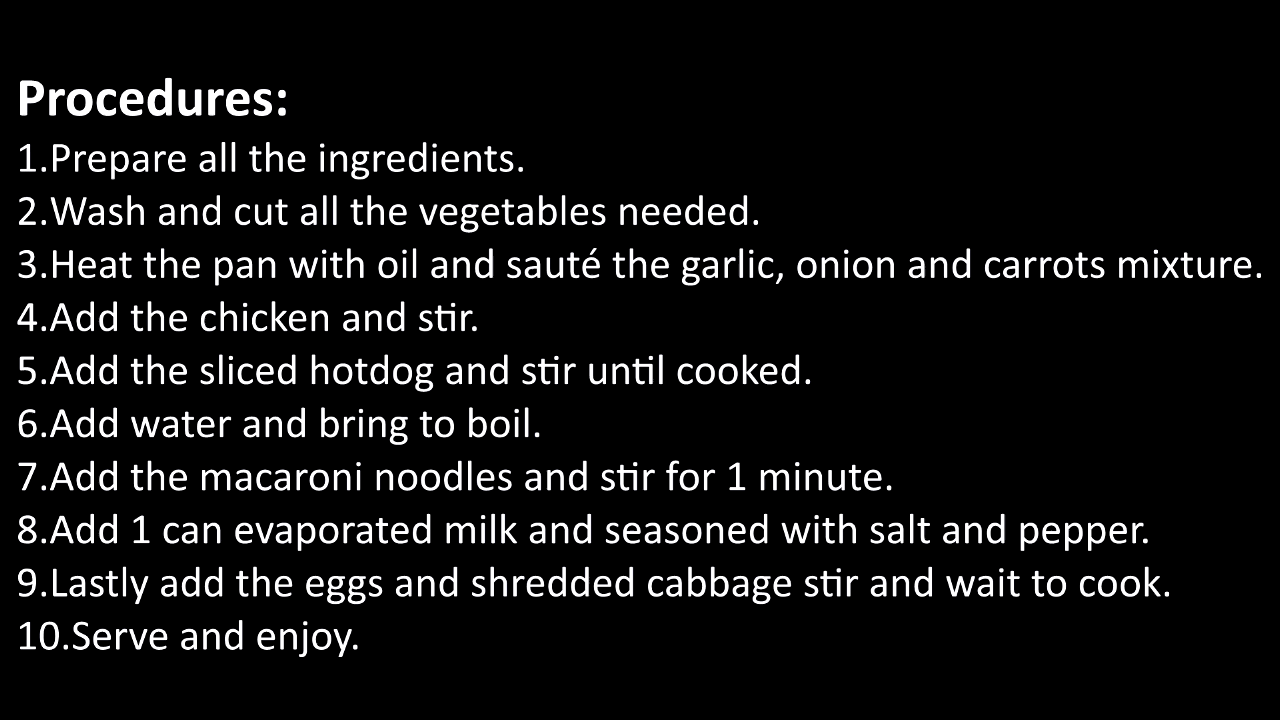 Procedures:
1.Prepare all the ingredients.
2.Wash and cut all the vegetables needed.
3.Heat the pan with oil and sauté the garlic, onion and carrots mixture.
4.Add the chicken and stir.
5.Add the sliced hotdog and stir until cooked.
6.Add water and bring to boil.
7.Add the macaroni noodles and stir for 1 minute.
8.Add 1 can evaporated milk and seasoned with salt and pepper.
9.Lastly add the eggs and shredded cabbage stir and wait to cook.
10.Serve and enjoy.